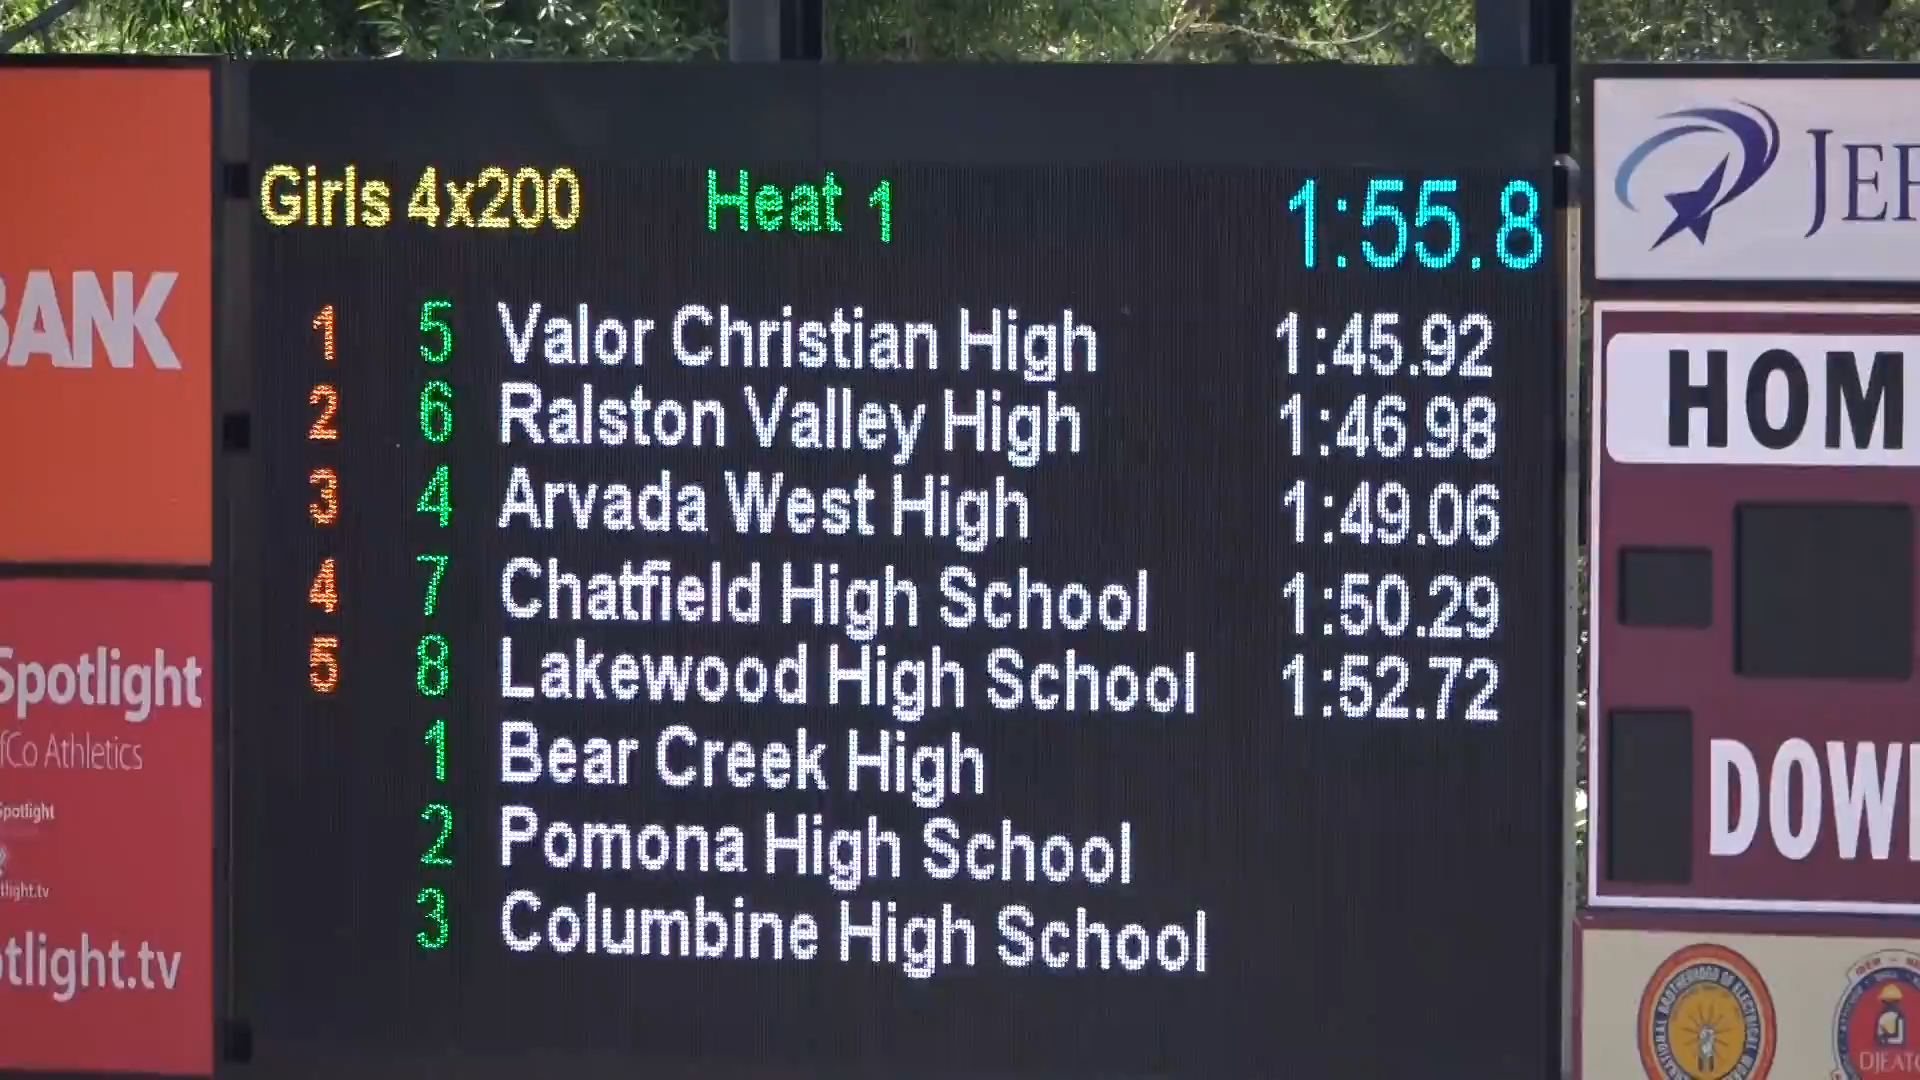 Girls 4x200 Heat 1 1:55.8
1 5 Valor Christian High 1:45.92
2 6 Ralston Valley High 1:46.98
3 4 Arvada West High 1:49.06
4 7 Chatfield High School 1:50.29
5 8 Lakewood High School 1:52.72
1 Bear Creek High
2 Pomona High School
3 Columbine High School
BANK
Spotlight
fCo Athletics
Spotlight
tlight.tv
otlight.tv
JEF
HOM
DOW